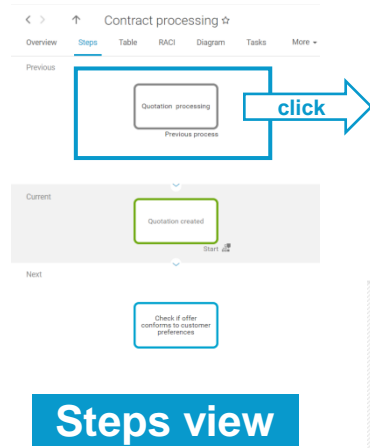 Contract processing
Overview Steps Table RACI Diagram Tasks More
Previous
Quotation processing
Previous process
click
Current
Quotation created
Start
Next
Check if offer
conforms to customer
preferences
Steps view